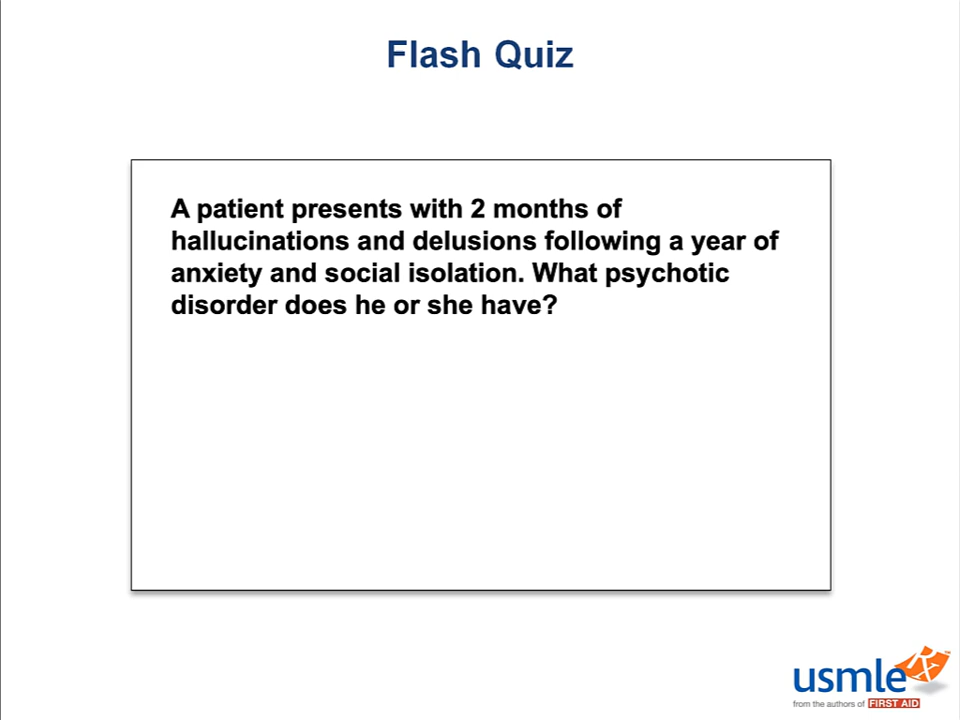 Flash Quiz
A patient presents with 2 months of
hallucinations and delusions following a year of
anxiety and social isolation. What psychotic
disorder does he or she have?
usmle Rx
from the authors of FIRST AID